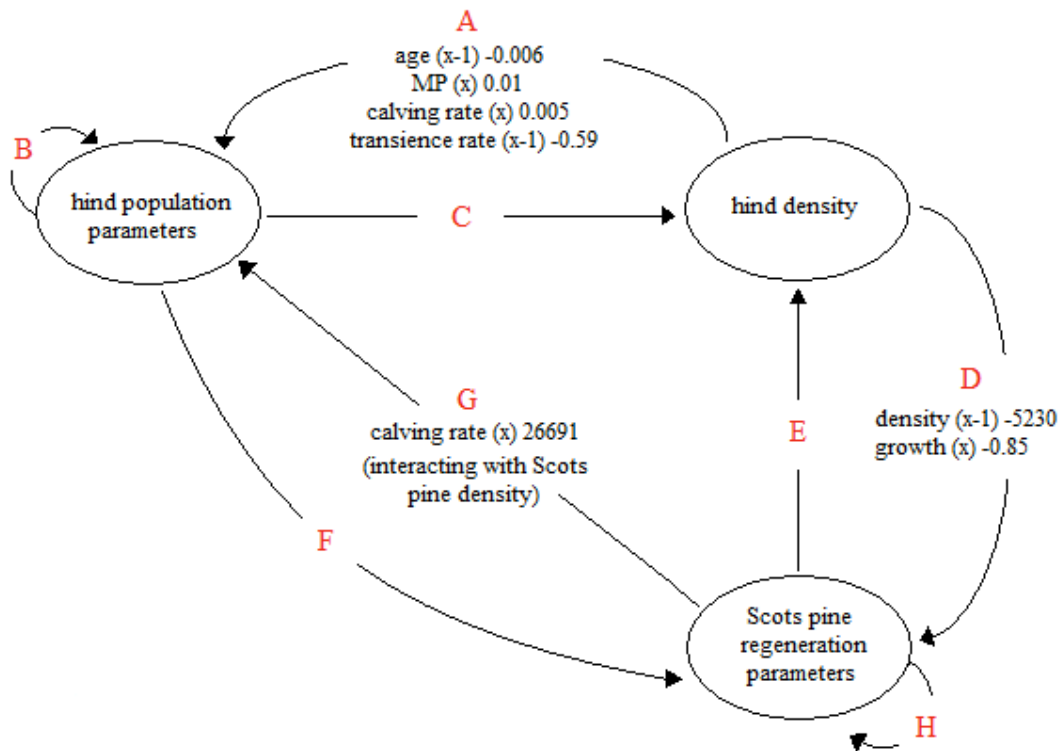 A
age (x-1) -0.006
MP (x) 0.01
calving rate (x) 0.005
transience rate (x-1) -0.59
B
hind population
parameters
C
hind density
D
density (x-1) -5230
growth (x) -0.85
E
G
calving rate (x) 26691
(interacting with Scots
pine density)
F
Scots pine
regeneration
parameters
H